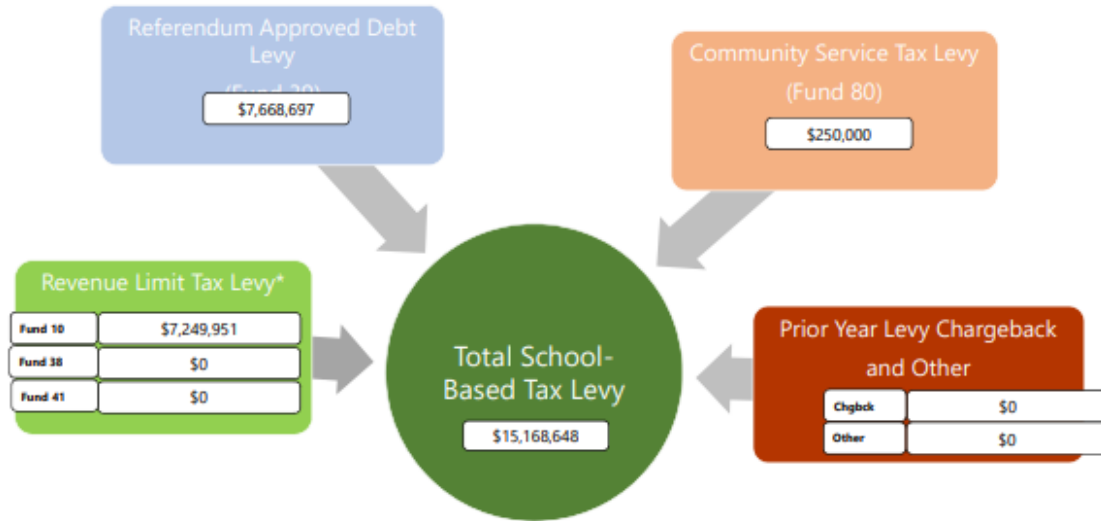 Referendum Approved Debt
Levy
(Fund 39)
$7,668,697
Community Service Tax Levy
(Fund 80)
$250,000
Revenue Limit Tax Levy*
Fund 10 $7,249,951
Fund 38 $0
Fund 41 $0
Total School-
Based Tax Levy
$15,168,648
Prior Year Levy Chargeback
and Other
Chgbck $0
Other $0